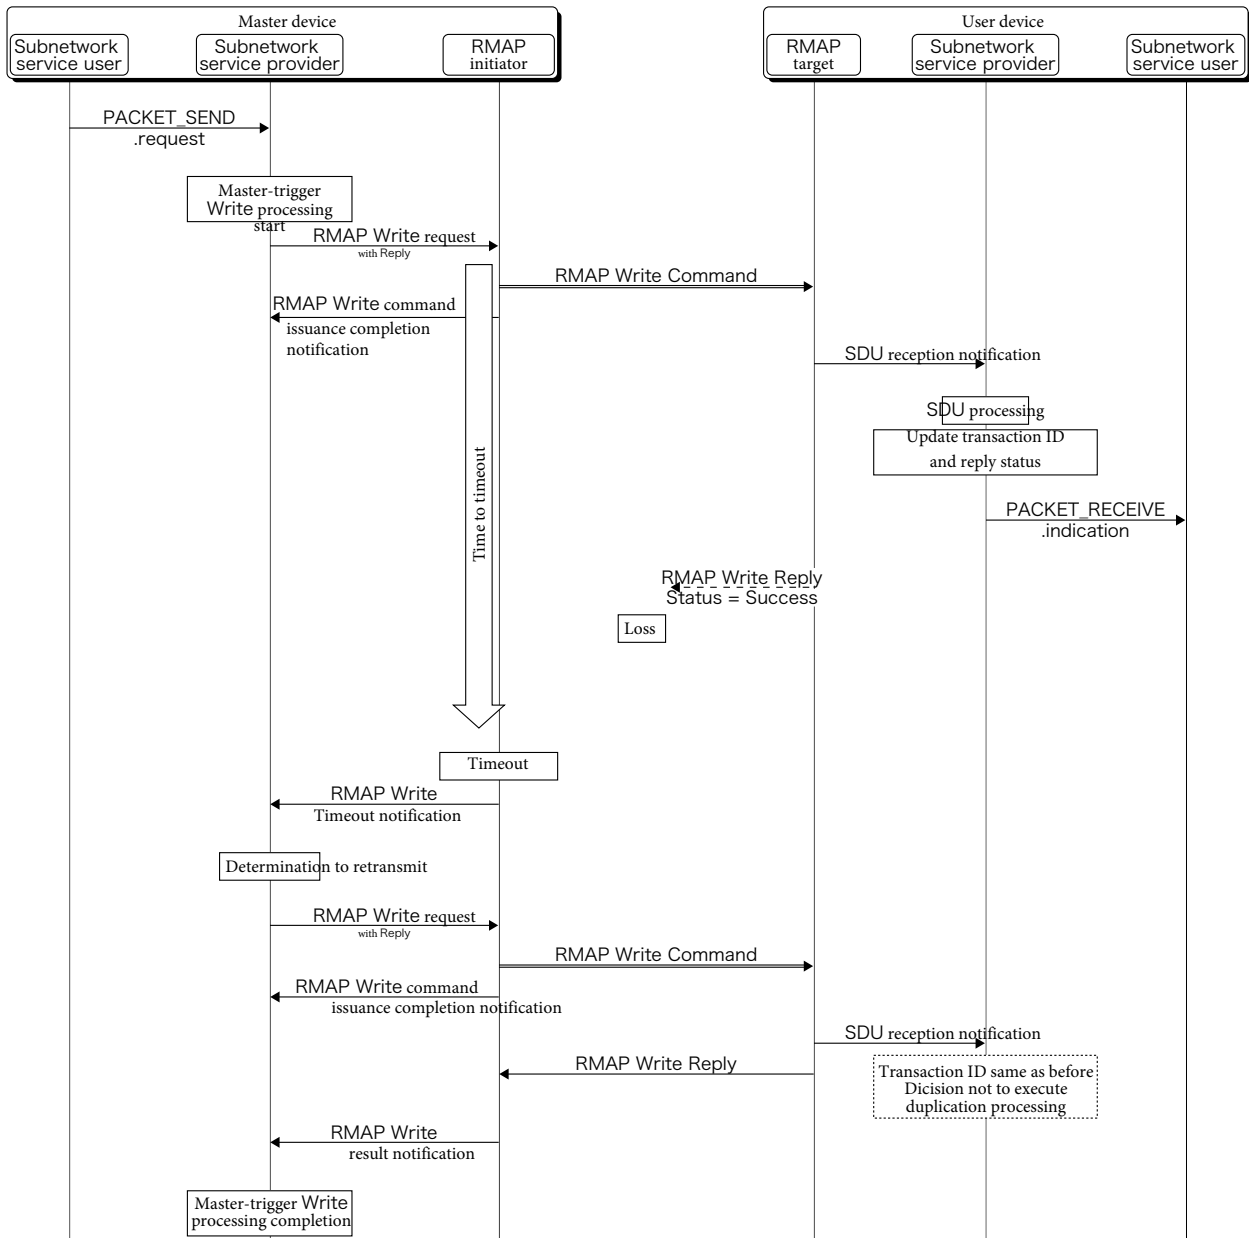 Master device
User device
Subnetwork
service user
Subnetwork
service provider
RMAP
initiator
RMAP
target
Subnetwork
service provider
Subnetwork
service user
PACKET_SEND
.request
Master-trigger
Write processing
start
RMAP Write request
with Reply
RMAP Write Command
RMAP Write command
issuance completion
notification
SDU reception notification
SDU processing
Update transaction ID
and reply status
Time to timeout
PACKET_RECEIVE
.indication
RMAP Write Reply
Status = Success
Loss
Timeout
RMAP Write
Timeout notification
Determination to retransmit
RMAP Write request
with Reply
RMAP Write Command
RMAP Write command
issuance completion notification
SDU reception notification
RMAP Write Reply
Transaction ID same as before
Dicision not to execute
duplication processing
RMAP Write
result notification
Master-trigger Write
processing completion